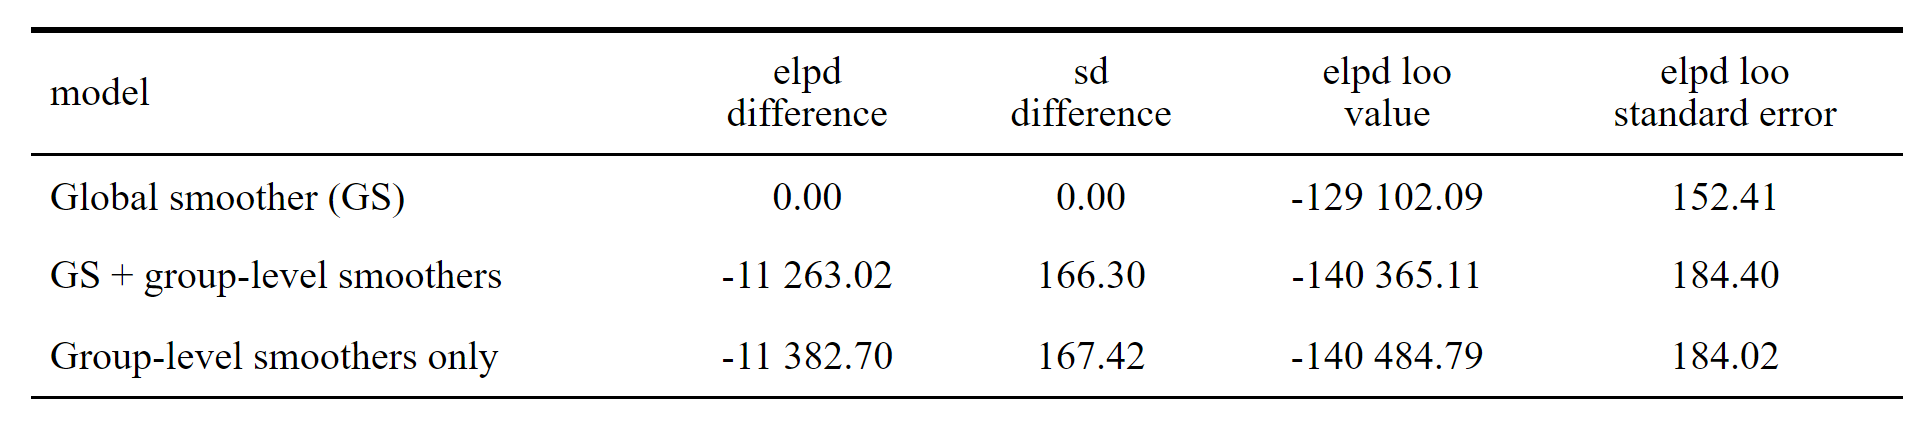 model elpd difference sd difference elpd loo value elpd loo standard error
Global smoother (GS) 0.00 0.00 -129 102.09 152.41
GS + group-level smoothers -11 263.02 166.30 -140 365.11 184.40
Group-level smoothers only -11 382.70 167.42 -140 484.79 184.02